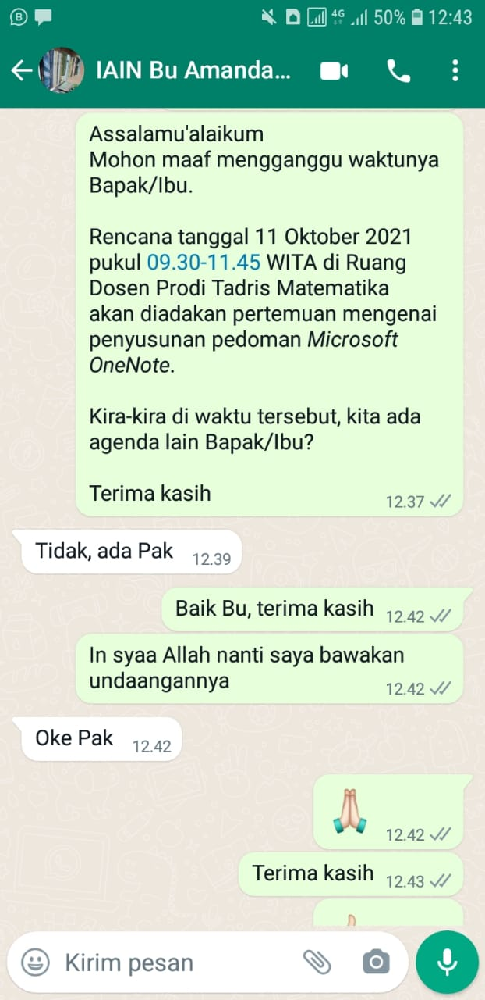 4G 50% 12:43
IAIN Bu Amanda...
Assalamu'alaikum
Mohon maaf mengganggu waktunya
Bapak/Ibu.
Rencana tanggal 11 Oktober 2021
pukul 09.30-11.45 WITA di Ruang
Dosen Prodi Tadris Matematika
akan diadakan pertemuan mengenai
penyusunan pedoman Microsoft
OneNote.
Kira-kira di waktu tersebut, kita ada
agenda lain Bapak/Ibu?
Terima kasih
12.37
Tidak, ada Pak 12.39
Baik Bu, terima kasih 12.42
In syaa Allah nanti saya bawakan
undaangannya
12.42
Oke Pak 12.42
12.42
Terima kasih 12.43
Kirim pesan